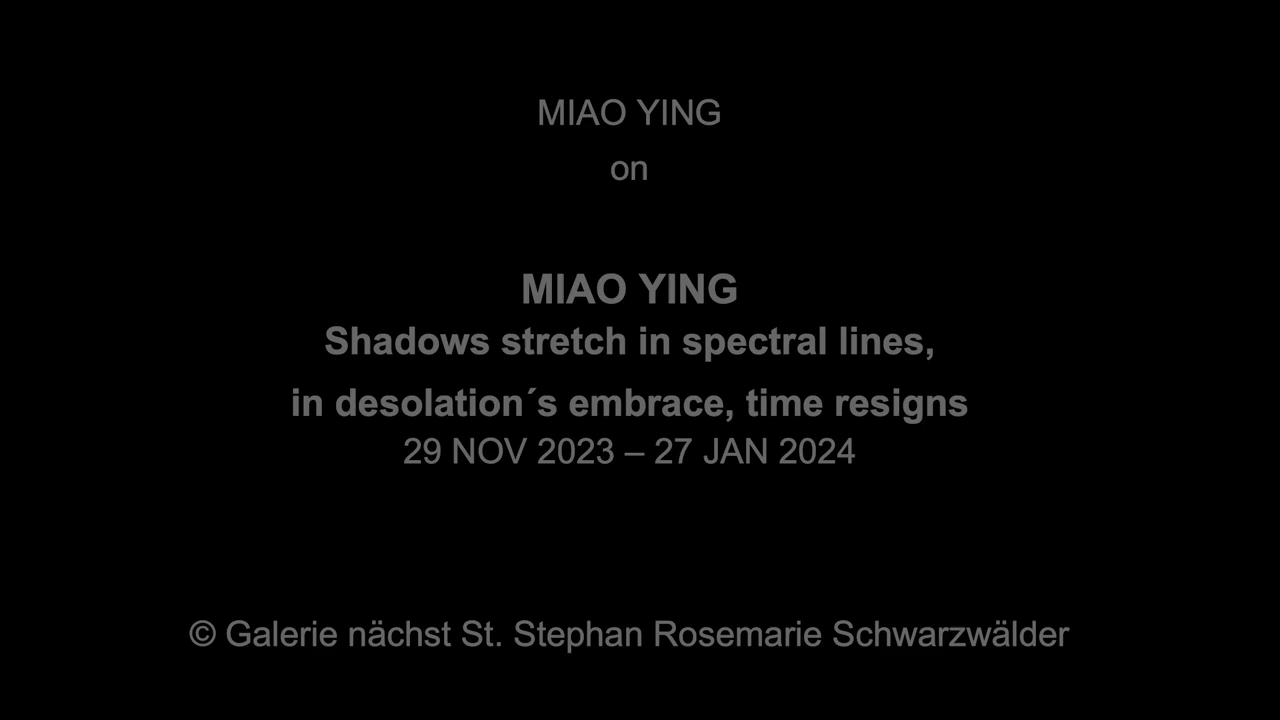 MIAO YING
on
MIAO YING
Shadows stretch in spectral lines,
in desolation´s embrace, time resigns
29 NOV 2023 – 27 JAN 2024
© Galerie nächst St. Stephan Rosemarie Schwarzwälder